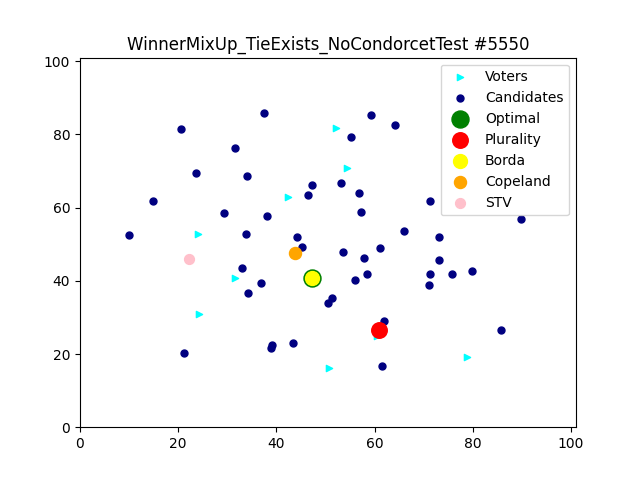 WinnerMixUp_TieExists_NoCondorcetTest #5550
100
80
60
40
20
0
0 20 40 60 80 100
Voters
Candidates
Optimal
Plurality
Borda
Copeland
STV